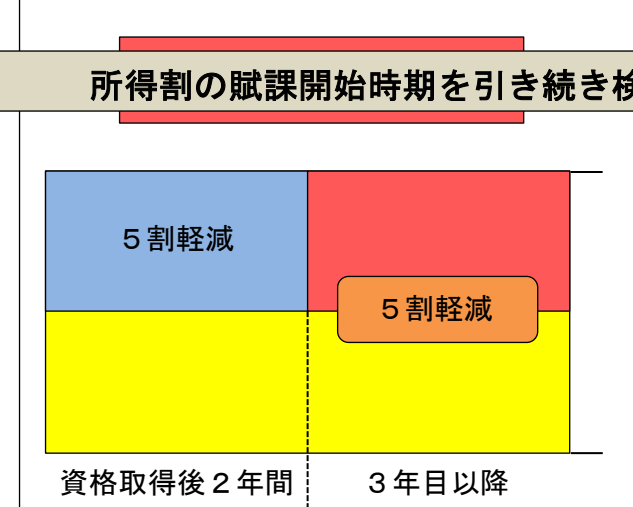 所得割の賦課開始時期を引き続き検
５割軽減
５割軽減
資格取得後２年間
３年目以降